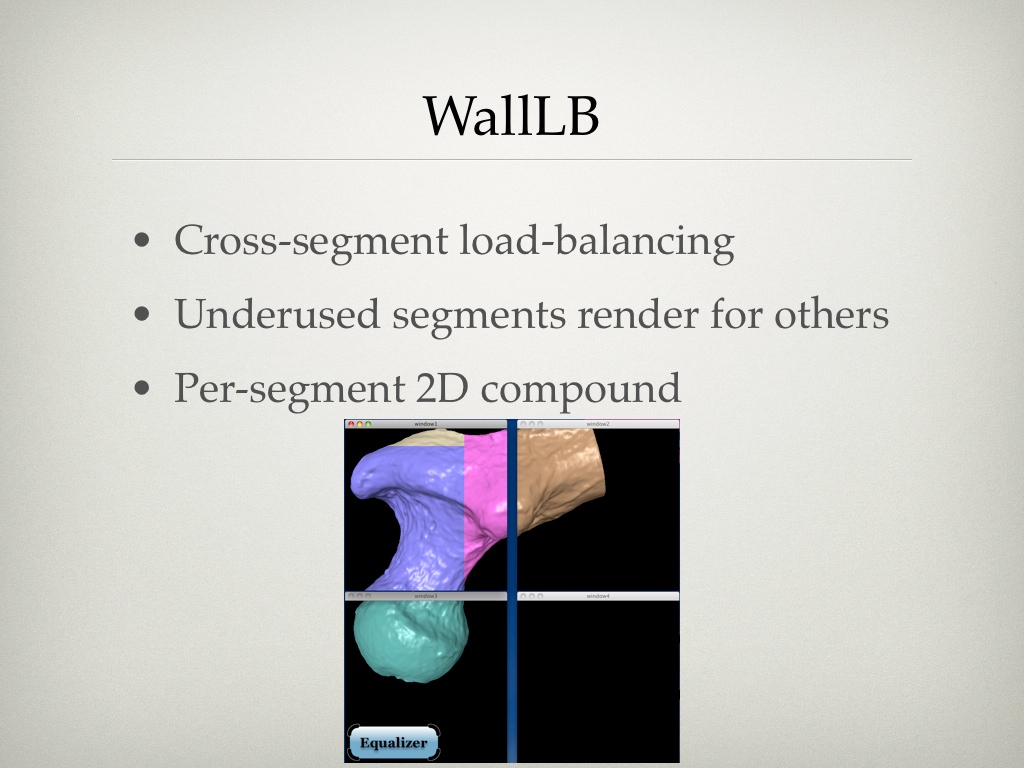 WallLB
• Cross-segment load-balancing
• Underused segments render for others
• Per-segment 2D compound
window1
window2
window3
window4
Equalizer